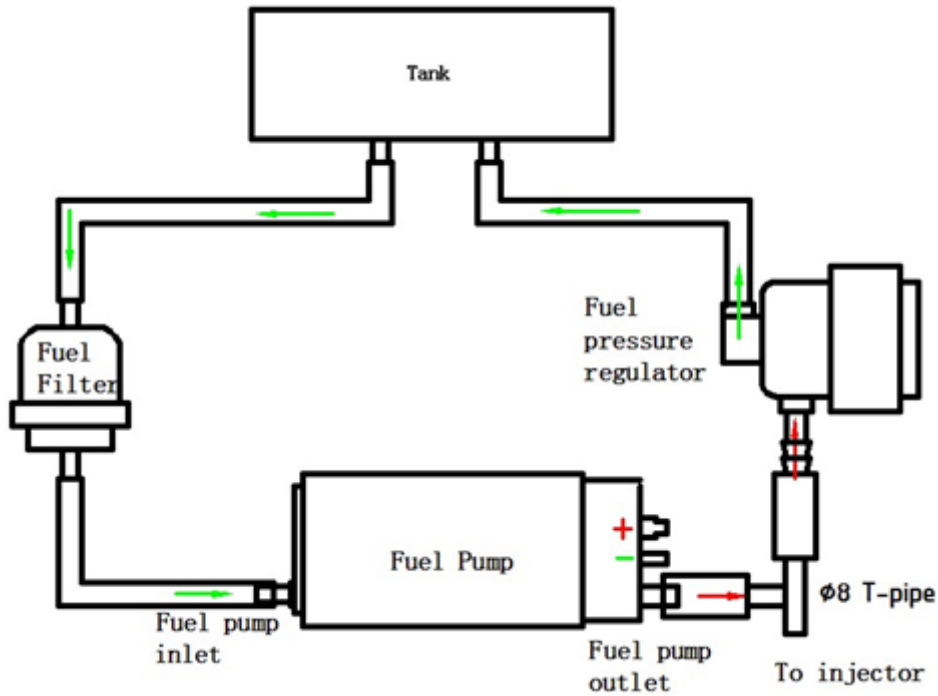 Tank
Fuel
pressure
regulator
Fuel
Filter
+
Fuel Pump
-
ϕ8 T-pipe
Fuel pump
inlet
Fuel pump
outlet
To injector